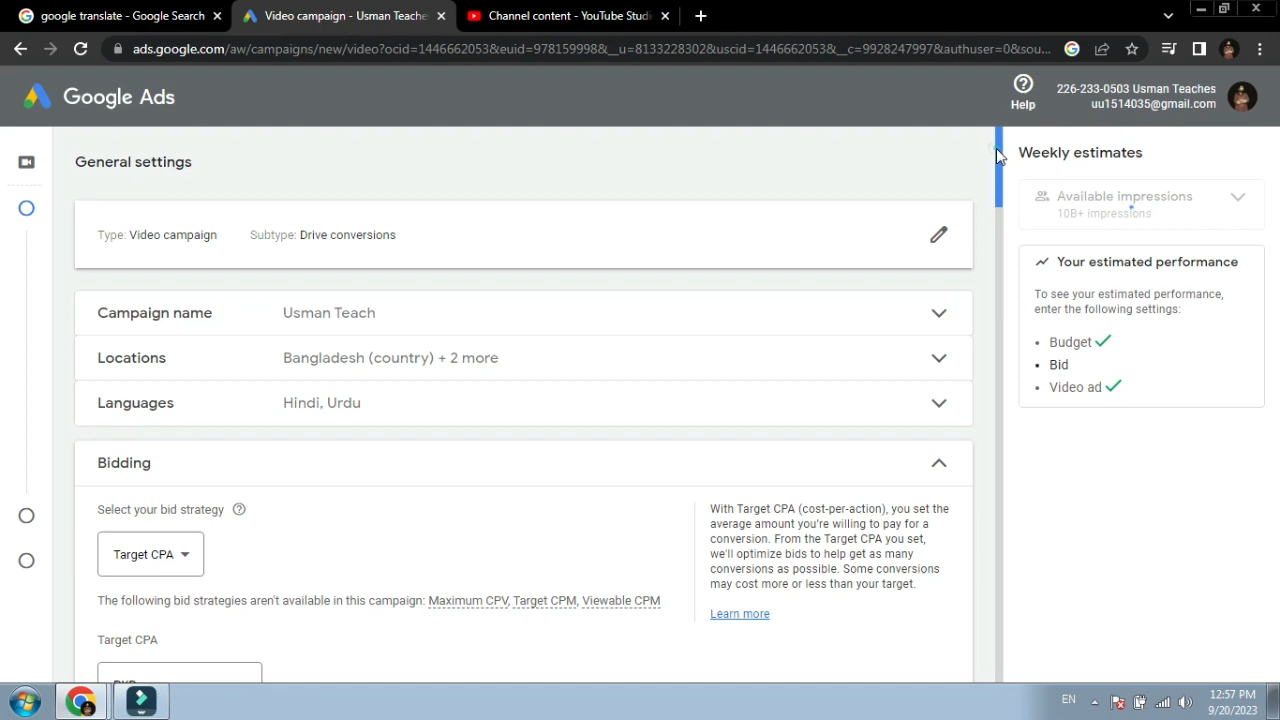 google translate - Google Search
Video campaign - Usman Teache
Channel content - YouTube Studi
ads.google.com/aw/campaigns/new/video?ocid=1446662053&euid=978159998&__u=8133228302&uscid=1446662053&__c=9928247997&authuser=0&sou...
Google Ads
Help
226-233-0503 Usman Teaches
uu1514035@gmail.com
General settings
Type: Video campaign
Subtype: Drive conversions
Campaign name
Usman Teach
Locations
Bangladesh (country) + 2 more
Languages
Hindi, Urdu
Bidding
Select your bid strategy
Target CPA
The following bid strategies aren't available in this campaign: Maximum CPV, Target CPM, Viewable CPM
Target CPA
With Target CPA (cost-per-action), you set the
average amount you're willing to pay for a
conversion. From the Target CPA you set,
we'll optimize bids to help get as many
conversions as possible. Some conversions
may cost more or less than your target.
Learn more
Weekly estimates
Available impressions
10B+ impressions
Your estimated performance
To see your estimated performance,
enter the following settings:
• Budget
• Bid
• Video ad
EN
12:57 PM
9/20/2023